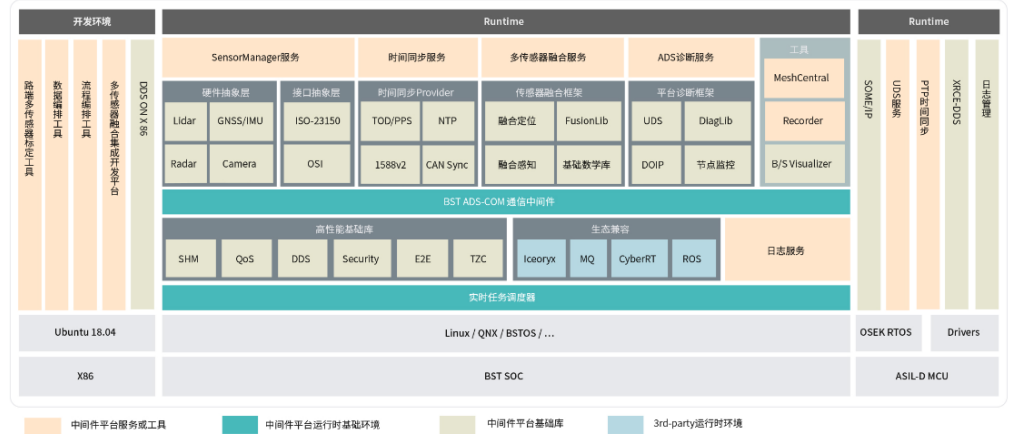 开发环境
Runtime
Runtime
路端多传感器标定工具
数据编排工具
流程编排工具
多传感器融合集成开发平台
DDS ON X 86
SensorManager服务
时间同步服务
多传感器融合服务
ADS诊断服务
工具
硬件抽象层
接口抽象层
时间同步Provider
传感器融合框架
平台诊断框架
MeshCentral
Lidar
GNSS/IMU
ISO-23150
TOD/PPS
NTP
融合定位
FusionLib
UDS
DiagLib
Recorder
Radar
Camera
OSI
1588v2
CAN Sync
融合感知
基础数学库
DOIP
节点监控
B/S Visualizer
BST ADS-COM 通信中间件
高性能基础库
生态兼容
日志服务
SHM
QoS
DDS
Security
E2E
TZC
Iceoryx
MQ
CyberRT
ROS
实时任务调度器
SOME/IP
UDS服务
PTP时间同步
XRCE-DDS
日志管理
Ubuntu 18.04
Linux / QNX / BSTOS / ...
OSEK RTOS
Drivers
X86
BST SOC
ASIL-D MCU
中间件平台服务或工具
中间件平台运行时基础环境
中间件平台基础库
3rd-party运行时环境